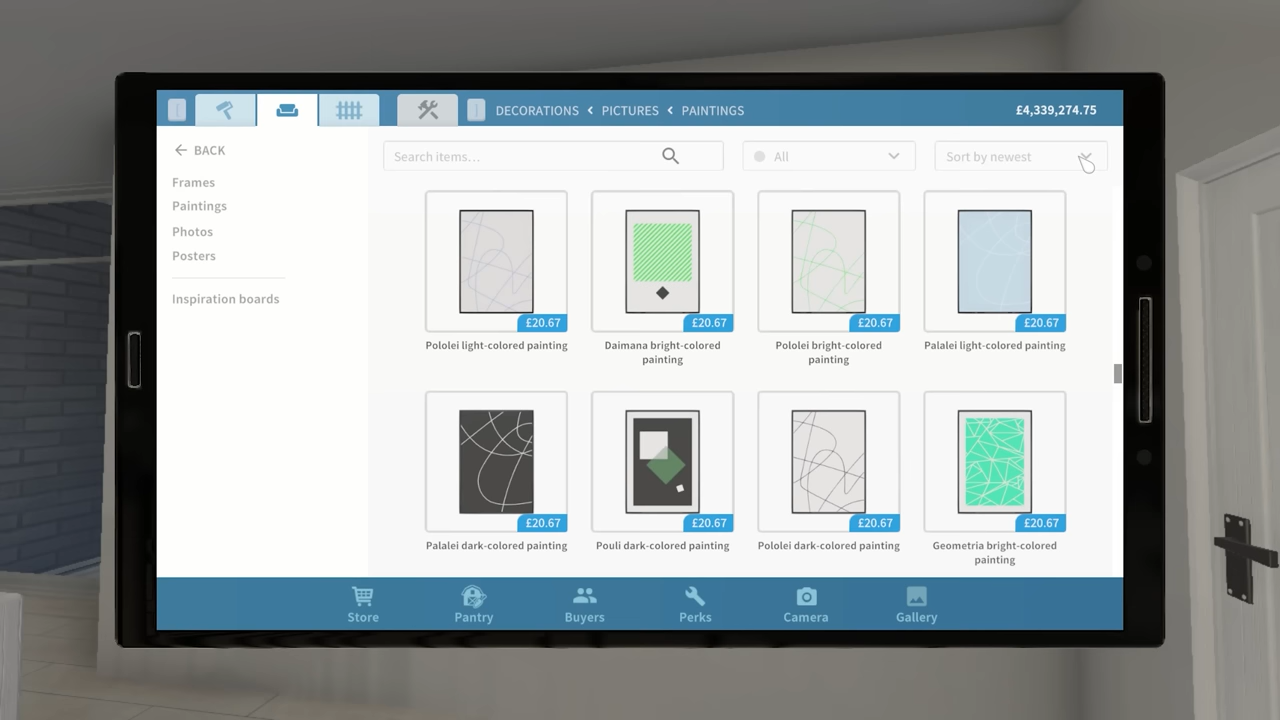 DECORATIONS < PICTURES < PAINTINGS
£4,339,274.75
BACK
Frames
Paintings
Photos
Posters
Inspiration boards
Search items...
All
Sort by newest
£20.67
£20.67
£20.67
£20.67
Pololei light-colored painting
Daimana bright-colored
painting
Pololei bright-colored
painting
Palalei light-colored painting
£20.67
£20.67
£20.67
£20.67
Palalei dark-colored painting
Pouli dark-colored painting
Pololei dark-colored painting
Geometria bright-colored
painting
Store
Pantry
Buyers
Perks
Camera
Gallery